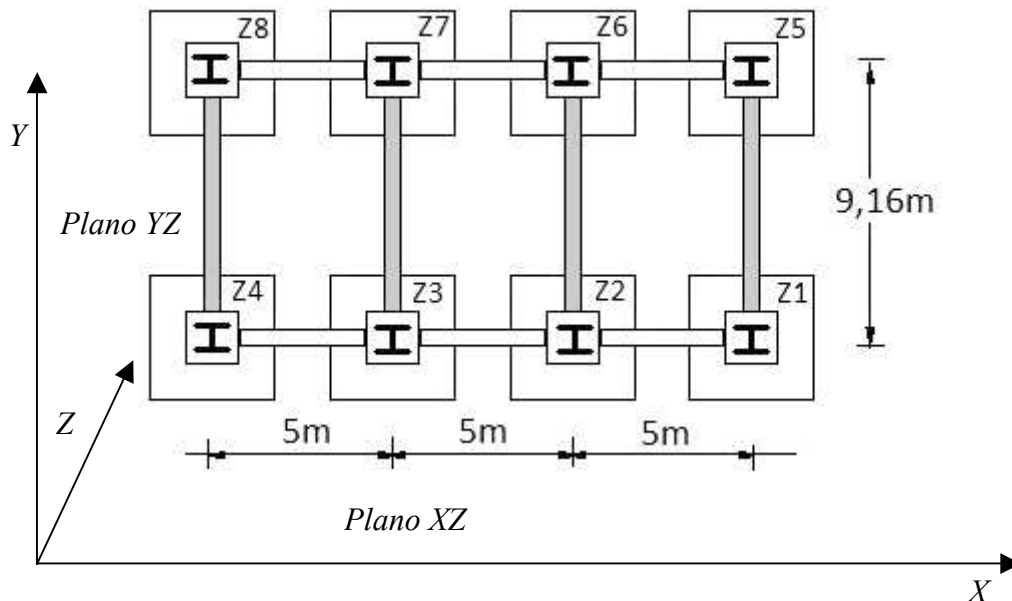 Z8 Z7 Z6 Z5
Y
Plano YZ
9,16m
Z4 Z3 Z2 Z1
Z
5m 5m 5m
Plano XZ
X